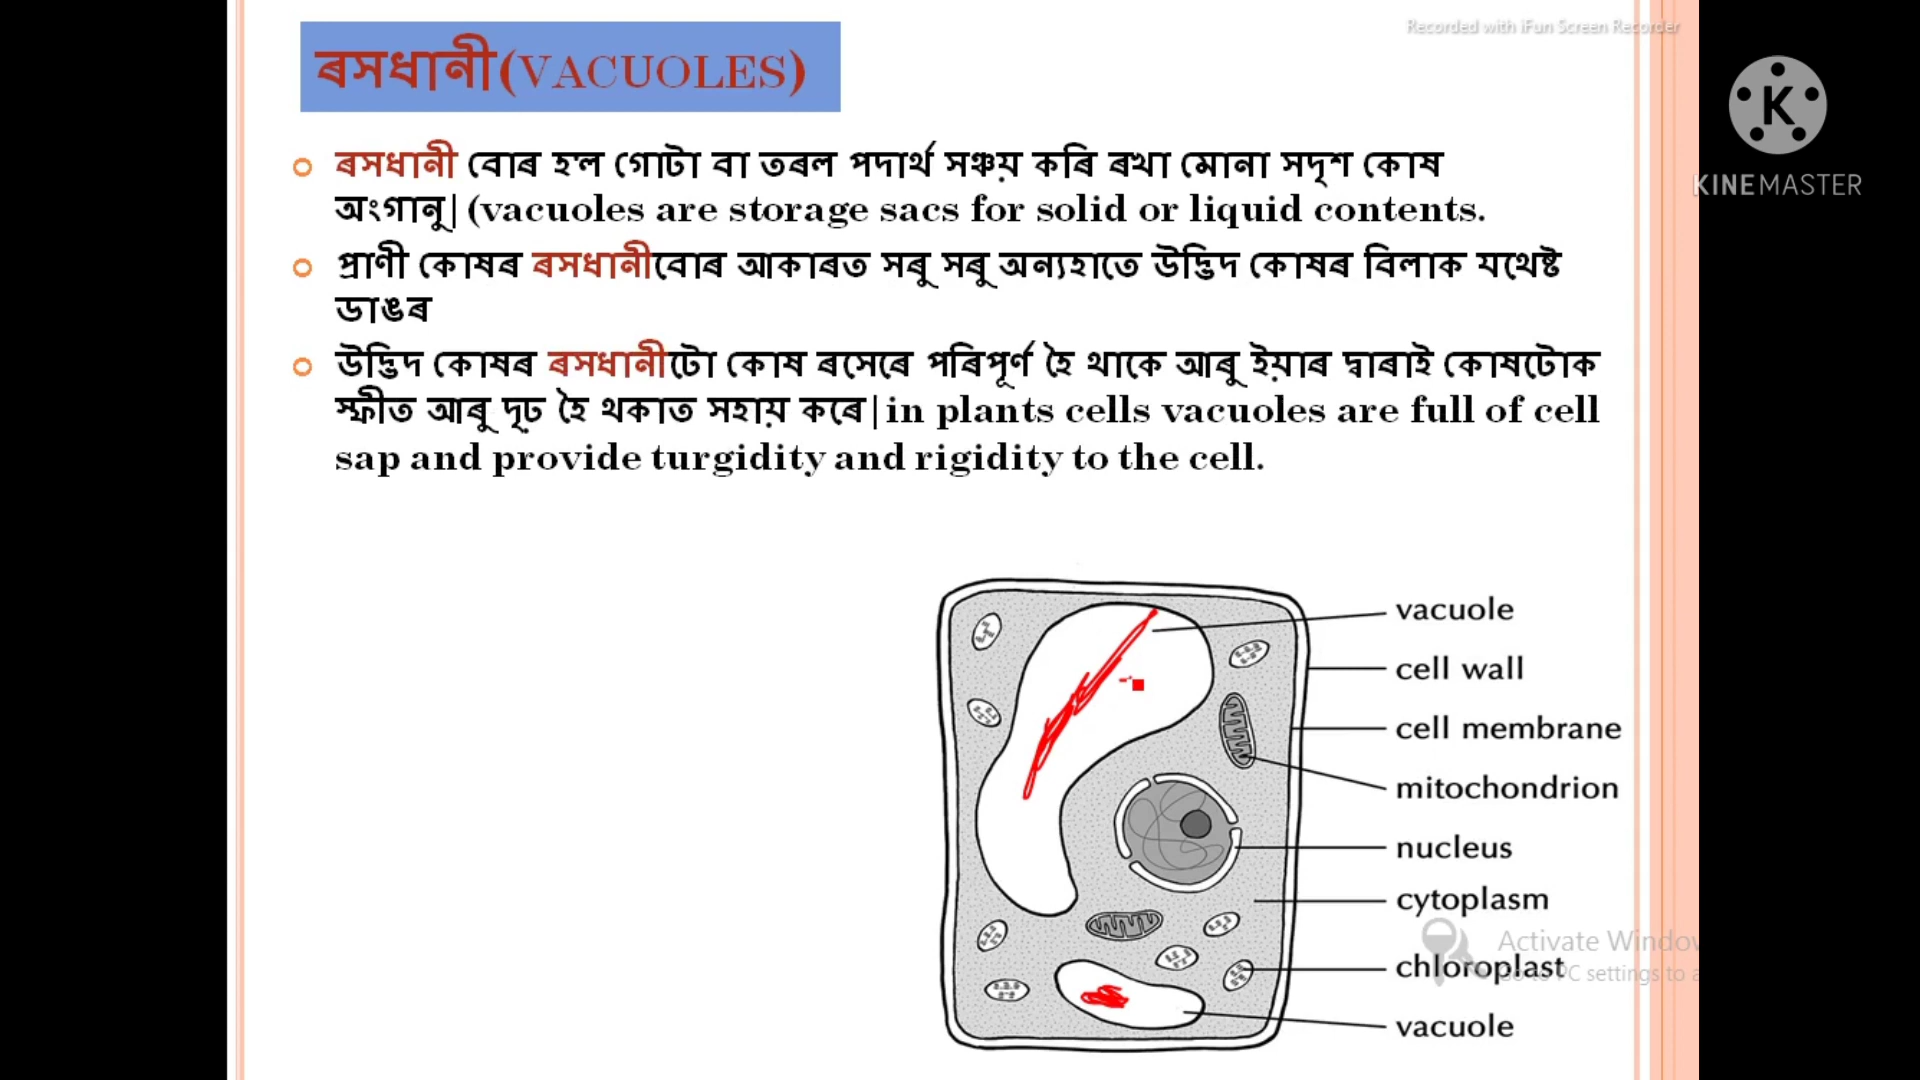 Recorded with iFun Screen Recorder
ৰসধানী(VACUOLES)
KINEMASTER
ৰসধানী বোৰ হ'ল গোটা বা তৰল পদাৰ্থ সঞ্চয় কৰি ৰখা মোনা সদৃশ কোষ
অংগানু|(vacuoles are storage sacs for solid or liquid contents.
প্ৰাণী কোষৰ ৰসধানীবোৰ আকাৰত সৰু সৰু অন্যহাতে উদ্ভিদ কোষৰ বিলাক যথেষ্ট
ডাঙৰ
উদ্ভিদ কোষৰ ৰসধানীটো কোষ ৰসেৰে পৰিপূৰ্ণ হৈ থাকে আৰু ইয়াৰ দ্বাৰাই কোষটোক
স্ফীত আৰু দৃঢ হৈ থকাত সহায় কৰে|in plants cells vacuoles are full of cell
sap and provide turgidity and rigidity to the cell.
vacuole
cell wall
cell membrane
mitochondrion
nucleus
cytoplasm
Activate Windov
chloroplast
PC settings to a
vacuole